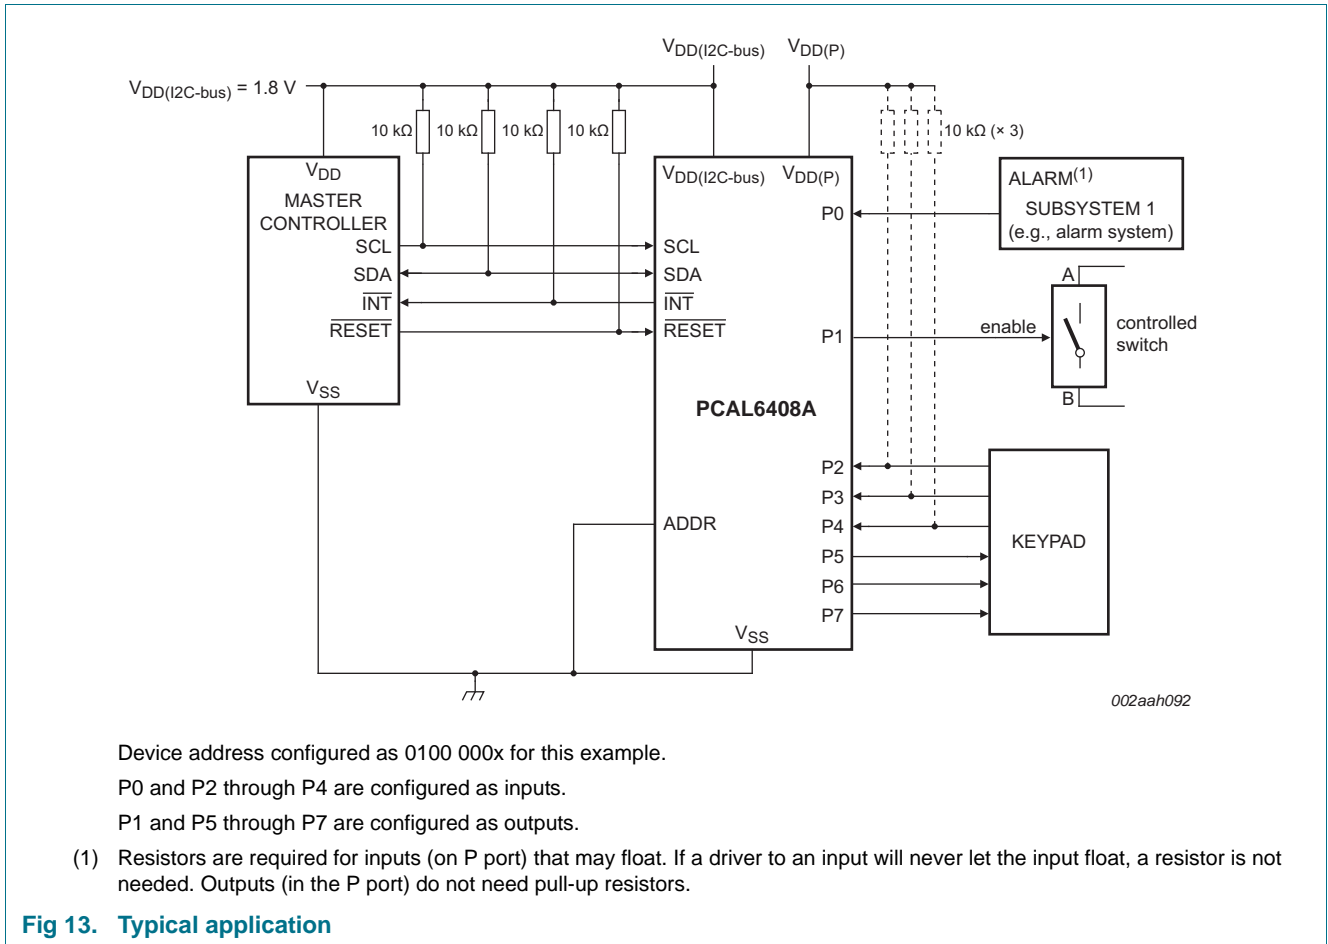 VDD(I2C-bus) VDD(P)
VDD(I2C-bus) = 1.8 V
10 kΩ 10 kΩ 10 kΩ 10 kΩ 10 kΩ (× 3)
VDD
MASTER
CONTROLLER
SCL
SDA
INT
RESET
VSS
VDD(I2C-bus) VDD(P)
SCL
SDA
INT
RESET
PCAL6408A
ADDR
VSS
P0
P1
P2
P3
P4
P5
P6
P7
ALARM(1)
SUBSYSTEM 1
(e.g., alarm system)
A
enable
controlled
switch
B
KEYPAD
002aah092
Device address configured as 0100 000x for this example.
P0 and P2 through P4 are configured as inputs.
P1 and P5 through P7 are configured as outputs.
(1) Resistors are required for inputs (on P port) that may float. If a driver to an input will never let the input float, a resistor is not
needed. Outputs (in the P port) do not need pull-up resistors.
Fig 13. Typical application